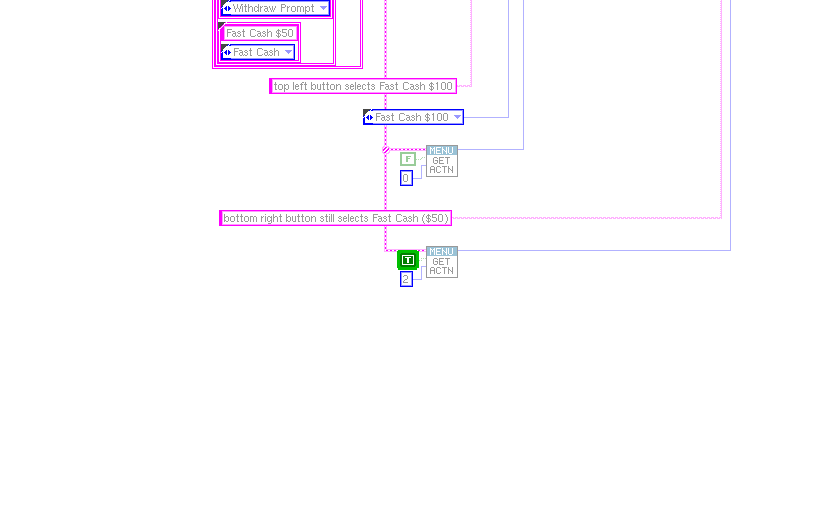 Withdraw Prompt
Fast Cash $50
Fast Cash
top left button selects Fast Cash $100
Fast Cash $100
MENU
F
GET
ACTN
0
bottom right button still selects Fast Cash ($50)
MENU
T
GET
ACTN
2